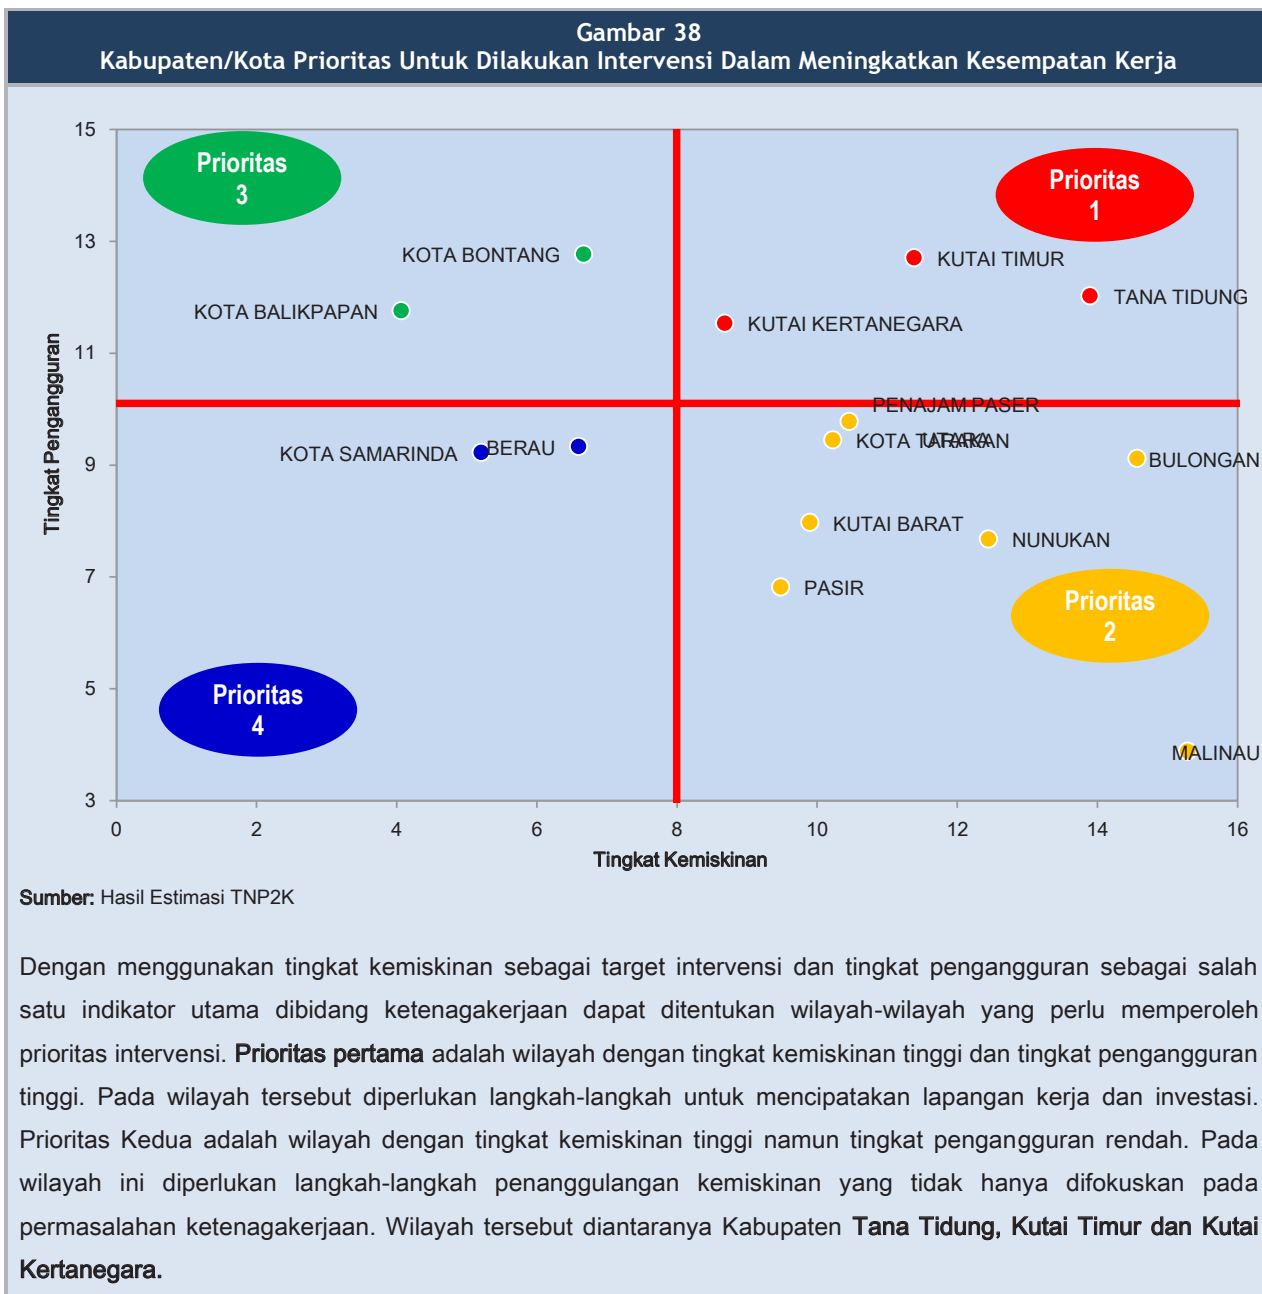 Gambar 38
Kabupaten/Kota Prioritas Untuk Dilakukan Intervensi Dalam Meningkatkan Kesempatan Kerja
15
Prioritas
3
Prioritas
1
13
KOTA BONTANG
KUTAI TIMUR
TANA TIDUNG
KOTA BALIKPAPAN
KUTAI KERTANEGARA
11
Tingkat Pengangguran
PENAJAM PASER
UTARA
KOTA TARAKAN
KOTA SAMARINDA
BERAU
9
BULONGAN
KUTAI BARAT
NUNUKAN
7
PASIR
Prioritas
2
5
Prioritas
4
MALINAU
3
0 2 4 6 8 10 12 14 16
Tingkat Kemiskinan
Sumber: Hasil Estimasi TNP2K
Dengan menggunakan tingkat kemiskinan sebagai target intervensi dan tingkat pengangguran sebagai salah
satu indikator utama dibidang ketenagakerjaan dapat ditentukan wilayah-wilayah yang perlu memperoleh
prioritas intervensi. Prioritas pertama adalah wilayah dengan tingkat kemiskinan tinggi dan tingkat pengangguran
tinggi. Pada wilayah tersebut diperlukan langkah-langkah untuk mencipatakan lapangan kerja dan investasi.
Prioritas Kedua adalah wilayah dengan tingkat kemiskinan tinggi namun tingkat pengangguran rendah. Pada
wilayah ini diperlukan langkah-langkah penanggulangan kemiskinan yang tidak hanya difokuskan pada
permasalahan ketenagakerjaan. Wilayah tersebut diantaranya Kabupaten Tana Tidung, Kutai Timur dan Kutai
Kertanegara.